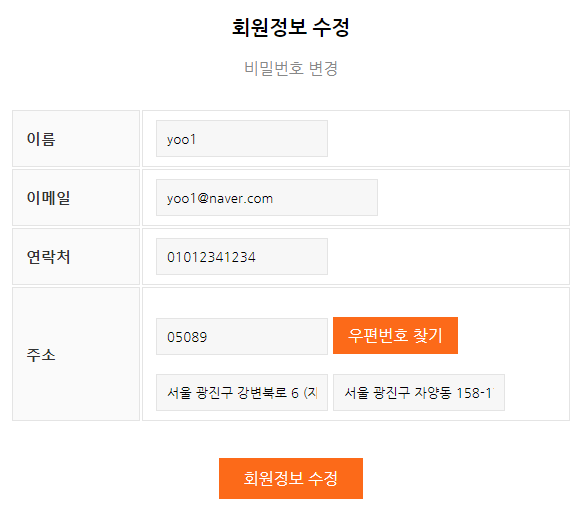 회원정보 수정
비밀번호 변경
이름 yoo1
이메일 yoo1@naver.com
연락처 01012341234
주소 05089 우편번호 찾기
서울 광진구 강변북로 6 서울 광진구 자양동 158-1
회원정보 수정